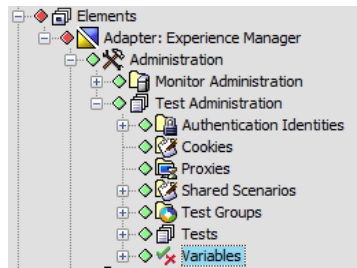 Elements
Adapter: Experience Manager
Administration
Monitor Administration
Test Administration
Authentication Identities
Cookies
Proxies
Shared Scenarios
Test Groups
Tests
Variables